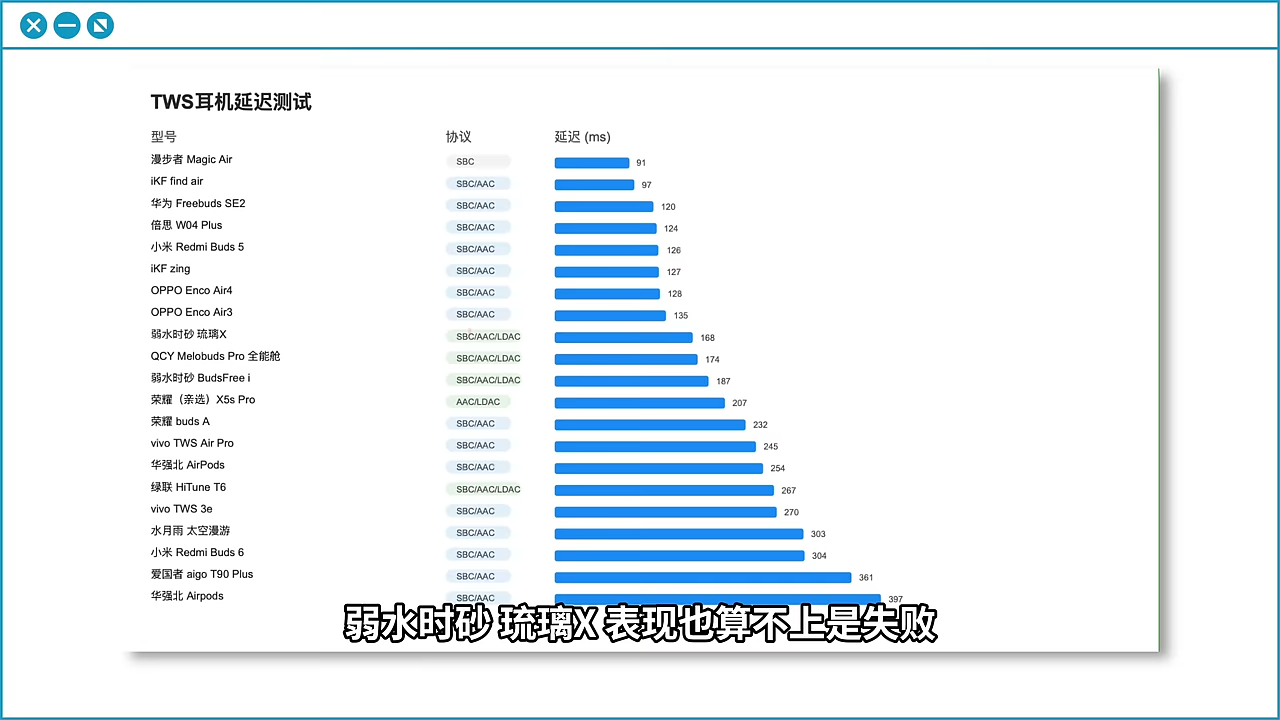 TWS耳机延迟测试
型号 协议 延迟 (ms)
漫步者 Magic Air SBC 91
iKF find air SBC/AAC 97
华为 Freebuds SE2 SBC/AAC 120
倍思 W04 Plus SBC/AAC 124
小米 Redmi Buds 5 SBC/AAC 126
iKF zing SBC/AAC 127
OPPO Enco Air4 SBC/AAC 128
OPPO Enco Air3 SBC/AAC 135
弱水时砂 琉璃X SBC/AAC/LDAC 168
QCY Melobuds Pro 全能舱 SBC/AAC/LDAC 174
弱水时砂 BudsFree i SBC/AAC/LDAC 187
荣耀（亲选）X5s Pro AAC/LDAC 207
荣耀 buds A SBC/AAC 232
vivo TWS Air Pro SBC/AAC 245
华强北 AirPods SBC/AAC 254
绿联 HiTune T6 SBC/AAC/LDAC 267
vivo TWS 3e SBC/AAC 270
水月雨 太空漫游 SBC/AAC 303
小米 Redmi Buds 6 SBC/AAC 304
爱国者 aigo T90 Plus SBC/AAC 361
华强北 Airpods SBC/AAC 397
弱水时砂 琉璃X 表现也算不上是失败